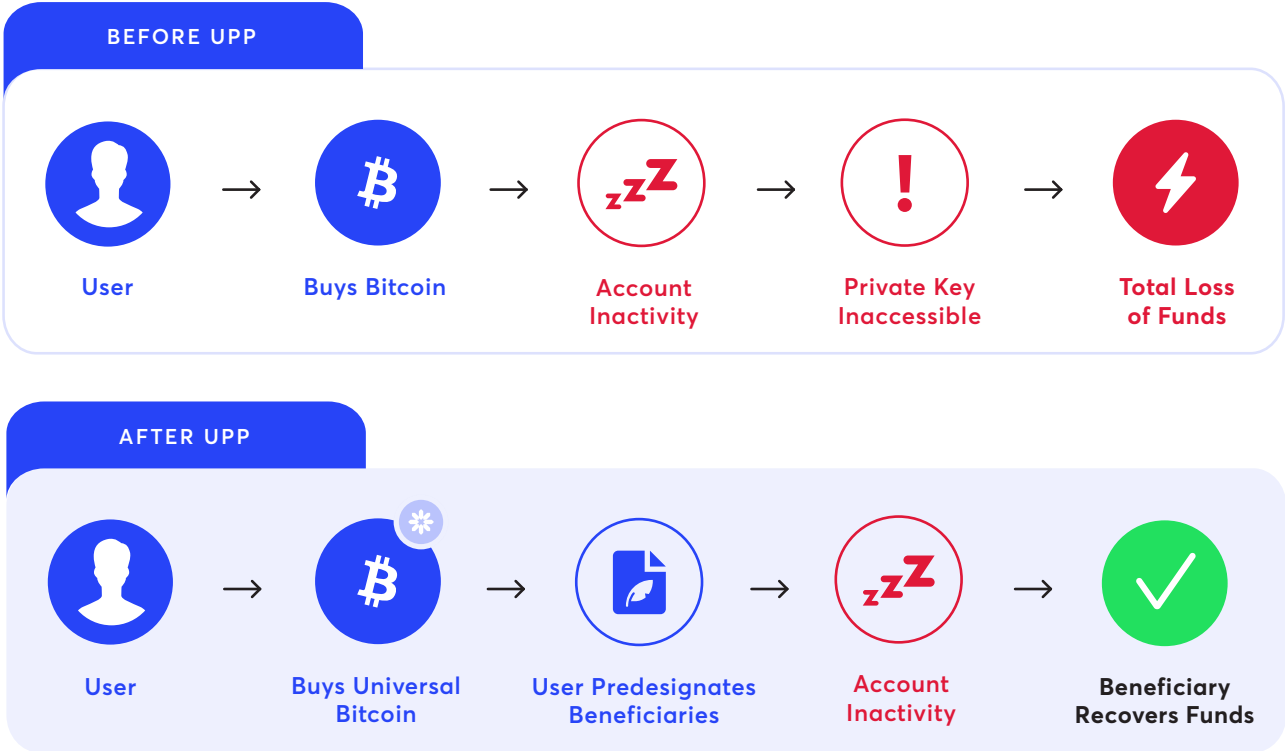 BEFORE UPP
User
Buys Bitcoin
Account
Inactivity
Private Key
Inaccessible
Total Loss
of Funds
AFTER UPP
User
Buys Universal
Bitcoin
User Predesignates
Beneficiaries
Account
Inactivity
Beneficiary
Recovers Funds